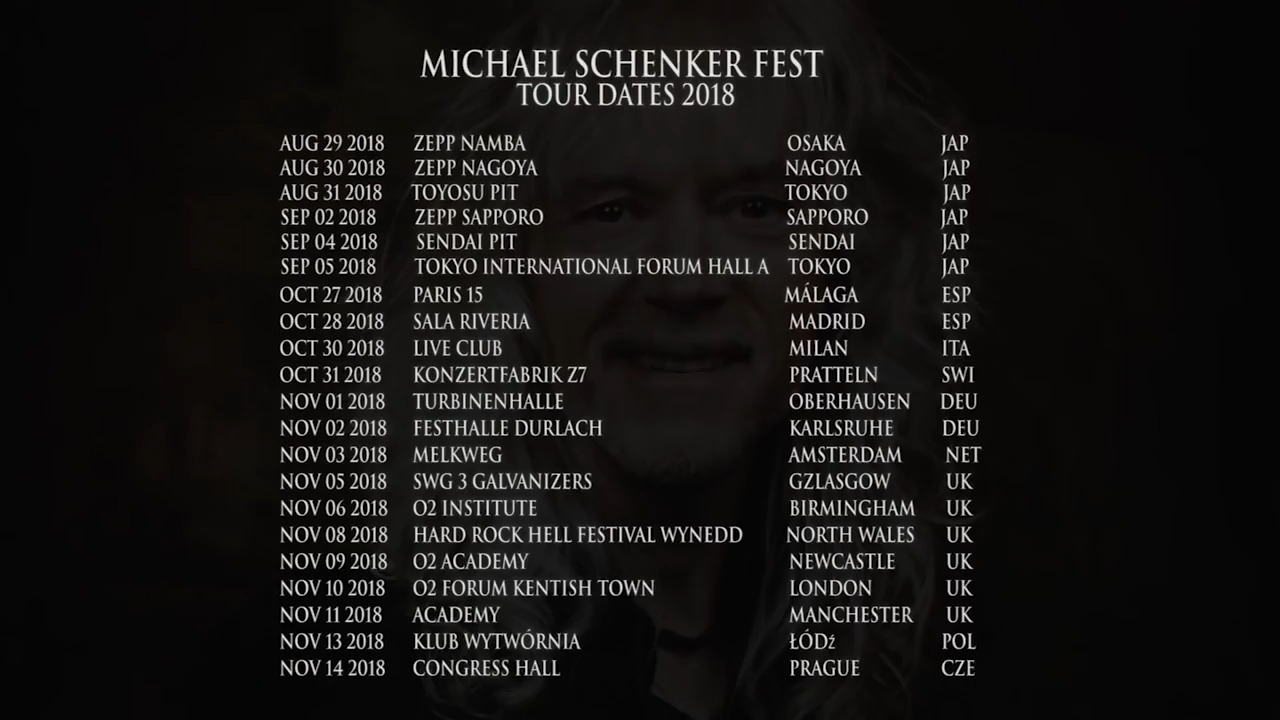 MICHAEL SCHENKER FEST
TOUR DATES 2018
AUG 29 2018 ZEPP NAMBA OSAKA JAP
AUG 30 2018 ZEPP NAGOYA NAGOYA JAP
AUG 31 2018 TOYOSU PIT TOKYO JAP
SEP 02 2018 ZEPP SAPPORO SAPPORO JAP
SEP 04 2018 SENDAI PIT SENDAI JAP
SEP 05 2018 TOKYO INTERNATIONAL FORUM HALL A TOKYO JAP
OCT 27 2018 PARIS 15 MÁLAGA ESP
OCT 28 2018 SALA RIVERIA MADRID ESP
OCT 30 2018 LIVE CLUB MILAN ITA
OCT 31 2018 KONZERTFABRIK Z7 PRATTELN SWI
NOV 01 2018 TURBINENHALLE OBERHAUSEN DEU
NOV 02 2018 FESTHALLE DURLACH KARLSRUHE DEU
NOV 03 2018 MELKWEG AMSTERDAM NET
NOV 05 2018 SWG 3 GALVANIZERS GZLASGOW UK
NOV 06 2018 O2 INSTITUTE BIRMINGHAM UK
NOV 08 2018 HARD ROCK HELL FESTIVAL WYNEDD NORTH WALES UK
NOV 09 2018 O2 ACADEMY NEWCASTLE UK
NOV 10 2018 O2 FORUM KENTISH TOWN LONDON UK
NOV 11 2018 ACADEMY MANCHESTER UK
NOV 13 2018 KLUB WYTWÓRNIA ŁÓDź POL
NOV 14 2018 CONGRESS HALL PRAGUE CZE